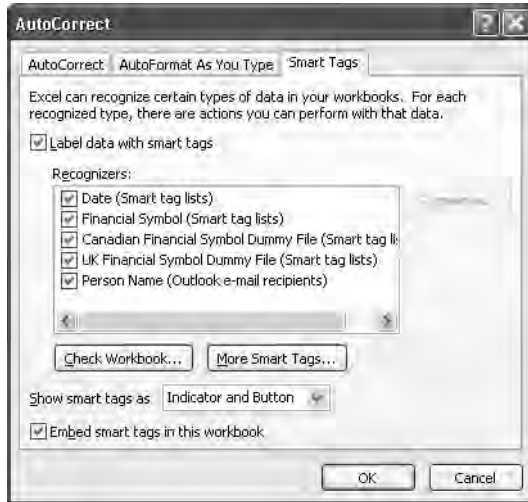 AutoCorrect
AutoCorrect AutoFormat As You Type Smart Tags
Excel can recognize certain types of data in your workbooks. For each
recognized type, there are actions you can perform with that data.
Label data with smart tags
Recognizers:
Date (Smart tag lists)
Financial Symbol (Smart tag lists)
Canadian Financial Symbol Dummy File (Smart tag li
UK Financial Symbol Dummy File (Smart tag lists)
Person Name (Outlook e-mail recipients)
Check Workbook... More Smart Tags...
Show smart tags as Indicator and Button
Embed smart tags in this workbook
OK Cancel